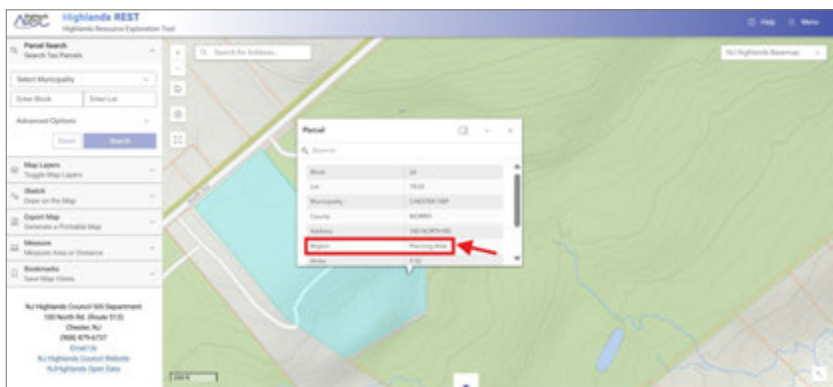 Highlands REST
Highlands Resource Exploration Tool
Help
Menu
Parcel Search
Search Tax Parcels
Select Municipality
Enter Block
Enter Lot
Advanced Options
Reset
Search
Map Layers
Toggle Map Layers
Sketch
Draw on the Map
Export Map
Generate a Printable Map
Measure
Measure Area or Distance
Bookmarks
Save Map Views
NJ Highlands Council GIS Department
100 North Rd. (Route 513)
Chester, NJ
(908) 879-6737
Email Us
NJ Highlands Council Website
NJ Highlands Open Data
Search for Address...
NJ Highlands Basemap
Parcel
Search
Block
Lot
Municipality CHESTER TWP
County MORRIS
Address 100 NORTH RD
Region Planning Area